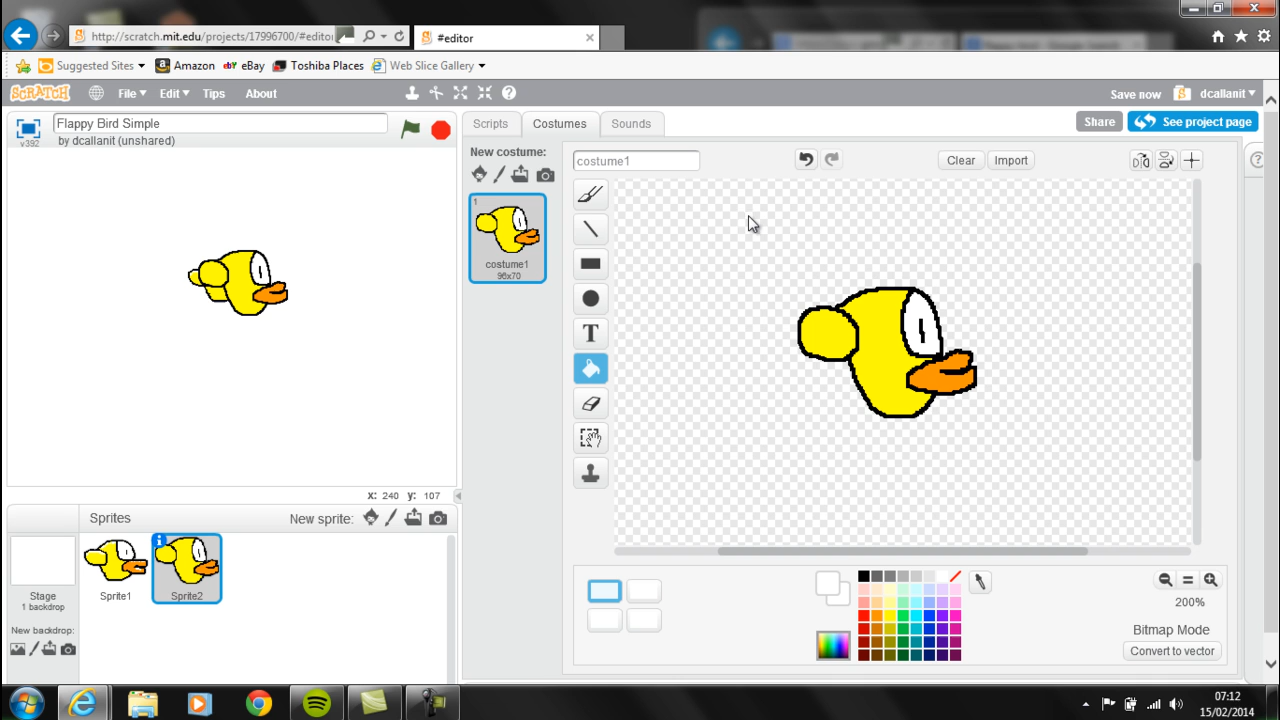 http://scratch.mit.edu/projects/17996700/#editor
#editor
Suggested Sites
Amazon
eBay
Toshiba Places
Web Slice Gallery
SCRATCH
File
Edit
Tips
About
Save now
dcallanit
v392
Flappy Bird Simple
by dcallanit (unshared)
Scripts
Costumes
Sounds
Share
See project page
New costume:
costume1
Clear
Import
1
costume1
96x70
T
x: 240 y: 107
Sprites
New sprite:
Stage
1 backdrop
New backdrop:
Sprite1
Sprite2
200%
Bitmap Mode
Convert to vector
07:12
15/02/2014